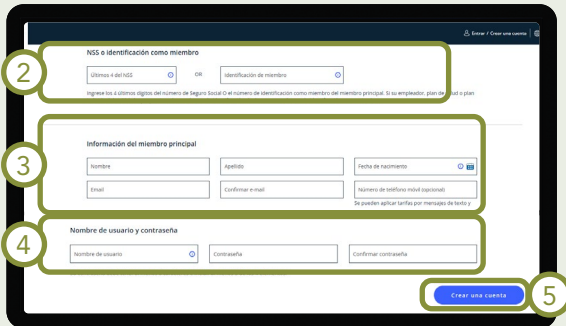 Entrar / Crear una cuenta
2
NSS o identificación como miembro
Últimos 4 del NSS
OR
Identificación de miembro
Ingrese los 4 últimos dígitos del número de Seguro Social O el número de identificación como miembro del miembro principal. Si su empleador, plan de salud o plan
3
Información del miembro principal
Nombre
Apellido
Fecha de nacimiento
Email
Confirmar e-mail
Número de teléfono móvil (opcional)
Se pueden aplicar tarifas por mensajes de texto y
4
Nombre de usuario y contraseña
Nombre de usuario
Contraseña
Confirmar contraseña
Crear una cuenta
5